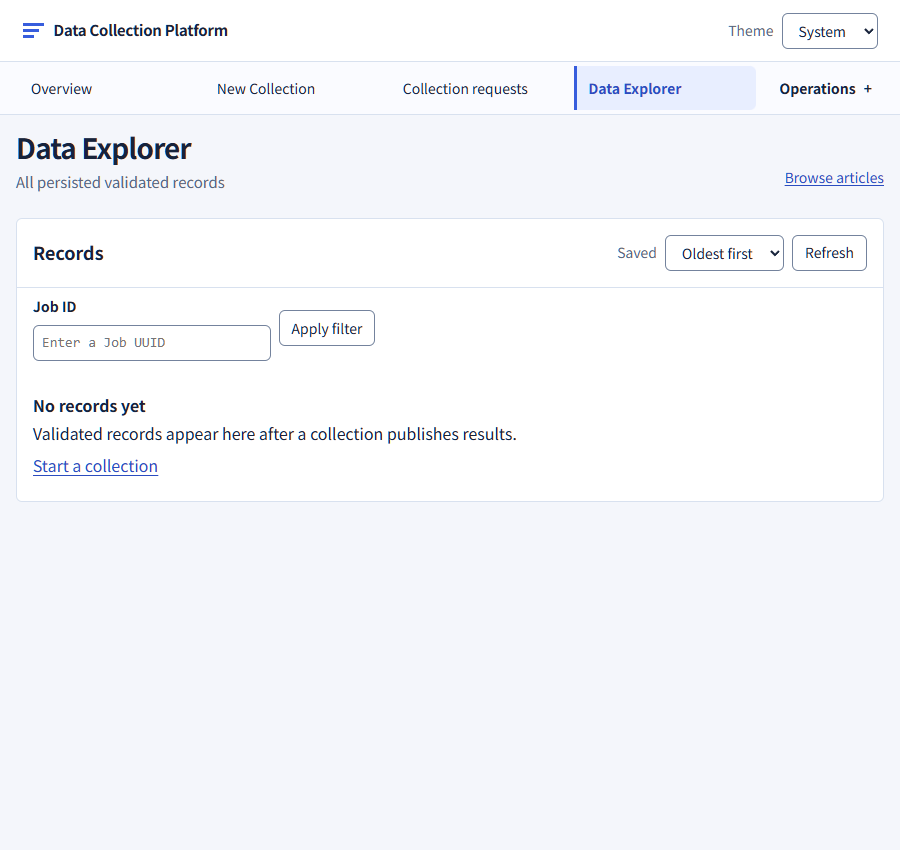 Data Collection Platform
Theme System
Overview New Collection Collection requests Data Explorer Operations +
Data Explorer
All persisted validated records
Browse articles
Records
Saved Oldest first Refresh
Job ID
Enter a Job UUID
Apply filter
No records yet
Validated records appear here after a collection publishes results.
Start a collection